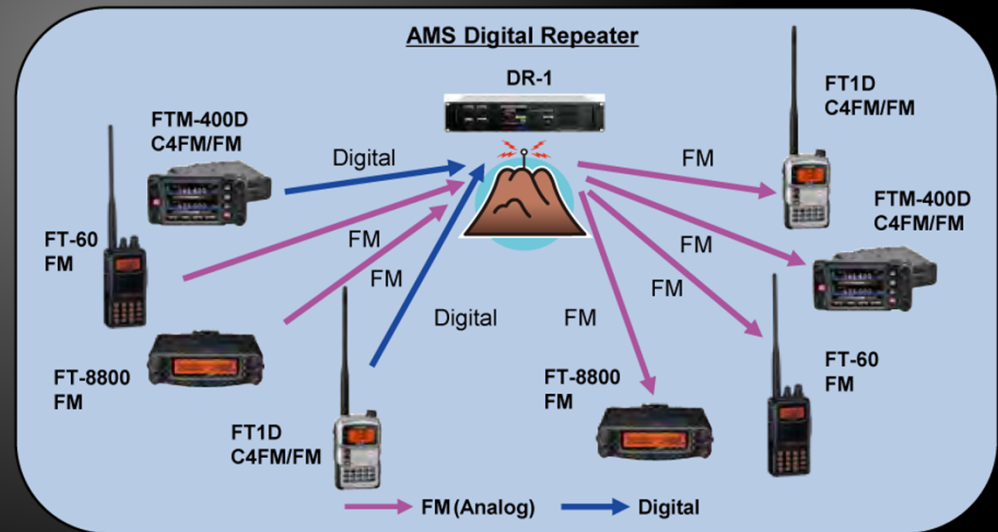 AMS Digital Repeater
DR-1
FT1D
C4FM/FM
FTM-400D
C4FM/FM
Digital
FM
FTM-400D
C4FM/FM
FT-60
FM
FM
FM
FM
FM
Digital
FM
FT-60
FM
FT-8800
FM
FT-8800
FM
FT1D
C4FM/FM
FM (Analog)
Digital